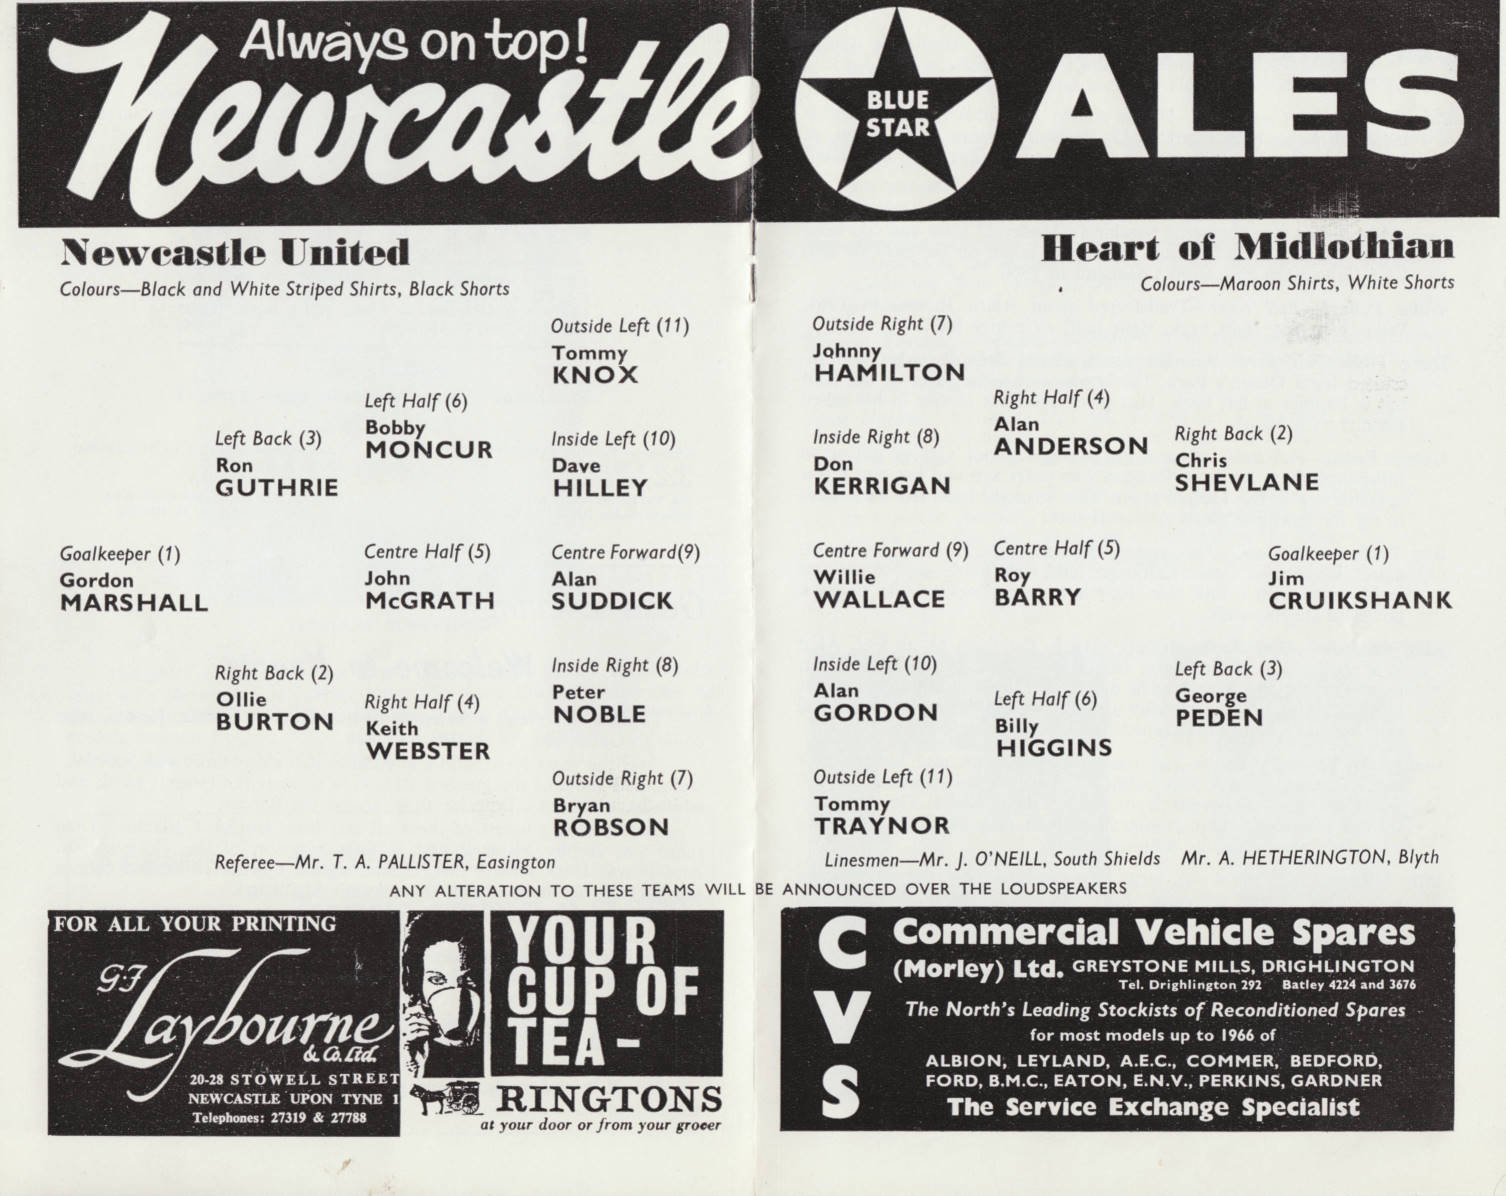 Always on top!
Newcastle BLUE STAR ALES
Newcastle United
Colours—Black and White Striped Shirts, Black Shorts
Outside Left (11)
Tommy
KNOX
Left Half (6)
Bobby
MONCUR
Left Back (3)
Ron
GUTHRIE
Inside Left (10)
Dave
HILLEY
Goalkeeper (1)
Gordon
MARSHALL
Centre Half (5)
John
McGRATH
Centre Forward(9)
Alan
SUDDICK
Right Back (2)
Ollie
BURTON
Right Half (4)
Keith
WEBSTER
Inside Right (8)
Peter
NOBLE
Outside Right (7)
Bryan
ROBSON
Referee—Mr. T. A. PALLISTER, Easington
Heart of Midlothian
Colours—Maroon Shirts, White Shorts
Outside Right (7)
Johnny
HAMILTON
Right Half (4)
Alan
ANDERSON
Right Back (2)
Chris
SHEVLANE
Inside Right (8)
Don
KERRIGAN
Centre Forward (9)
Willie
WALLACE
Centre Half (5)
Roy
BARRY
Goalkeeper (1)
Jim
CRUIKSHANK
Inside Left (10)
Alan
GORDON
Left Half (6)
Billy
HIGGINS
Left Back (3)
George
PEDEN
Outside Left (11)
Tommy
TRAYNOR
Linesmen—Mr. J. O'NEILL, South Shields Mr. A. HETHERINGTON, Blyth
ANY ALTERATION TO THESE TEAMS WILL BE ANNOUNCED OVER THE LOUDSPEAKERS
FOR ALL YOUR PRINTING
G.F.
Laybourne
& Co. Ltd.
20-28 STOWELL STREET
NEWCASTLE UPON TYNE 1
Telephones: 27319 & 27788
YOUR
CUP OF
TEA–
RINGTONS
at your door or from your grocer
CVS
Commercial Vehicle Spares
(Morley) Ltd. GREYSTONE MILLS, DRIGHLINGTON
Tel. Drighlington 292 Batley 4224 and 3676
The North's Leading Stockists of Reconditioned Spares
for most models up to 1966 of
ALBION, LEYLAND, A.E.C., COMMER, BEDFORD,
FORD, B.M.C., EATON, E.N.V., PERKINS, GARDNER
The Service Exchange Specialist